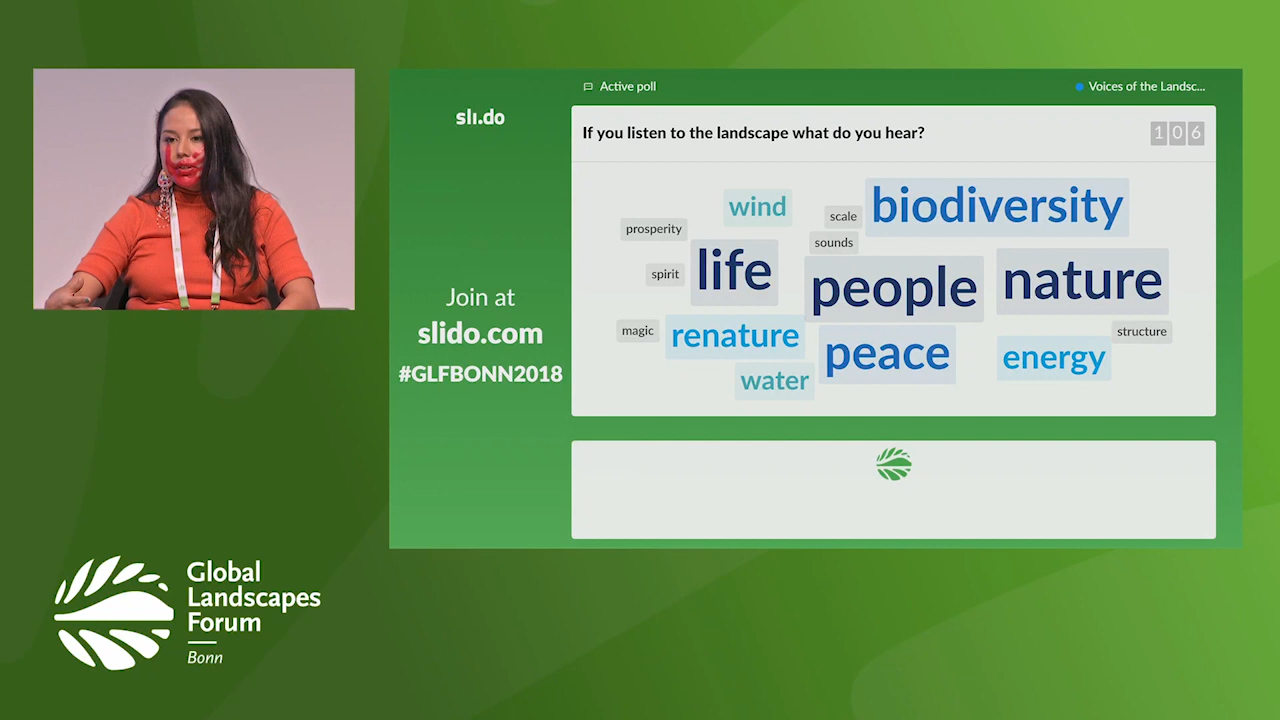 sli.do
Join at
slido.com
#GLFBONN2018
Active poll
Voices of the Landsc...
If you listen to the landscape what do you hear?
106
wind
scale
biodiversity
prosperity
sounds
life
spirit
people
nature
magic
renature
structure
peace
energy
water
Global
Landscapes
Forum
Bonn